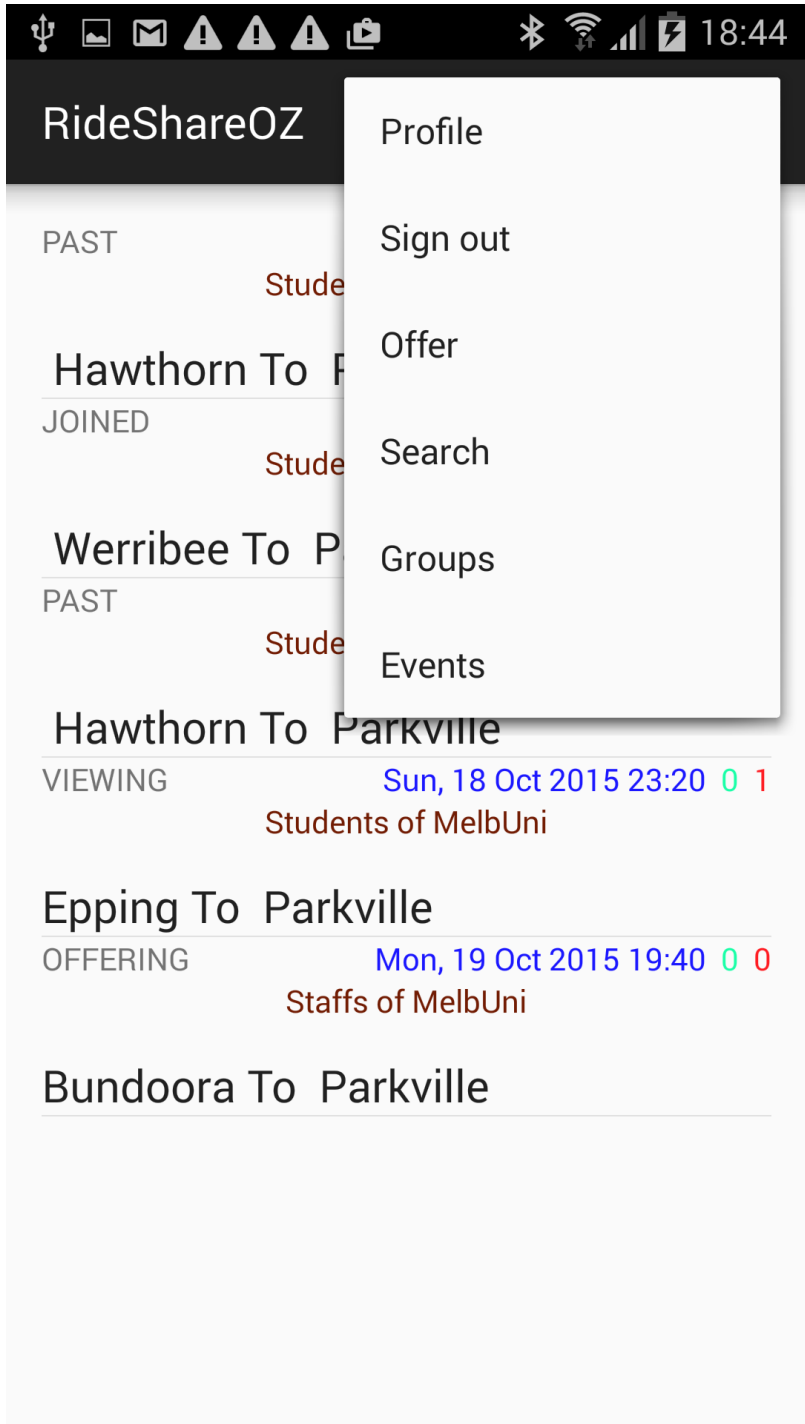 18:44
RideShareOZ
Profile
Sign out
Offer
Search
Groups
Events
PAST
Hawthorn To
JOINED
Werribee To
PAST
Hawthorn To Parkville
VIEWING Sun, 18 Oct 2015 23:20 0 1
Students of MelbUni
Epping To Parkville
OFFERING Mon, 19 Oct 2015 19:40 0 0
Staffs of MelbUni
Bundoora To Parkville